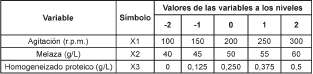 Variable Símbolo Valores de las variables a los niveles
-2 -1 0 1 2
Agitación (r.p.m.) X1 100 150 200 250 300
Melaza (g/L) X2 40 45 50 55 60
Homogeneizado proteico (g/L) X3 0 0,125 0,250 0,375 0,5